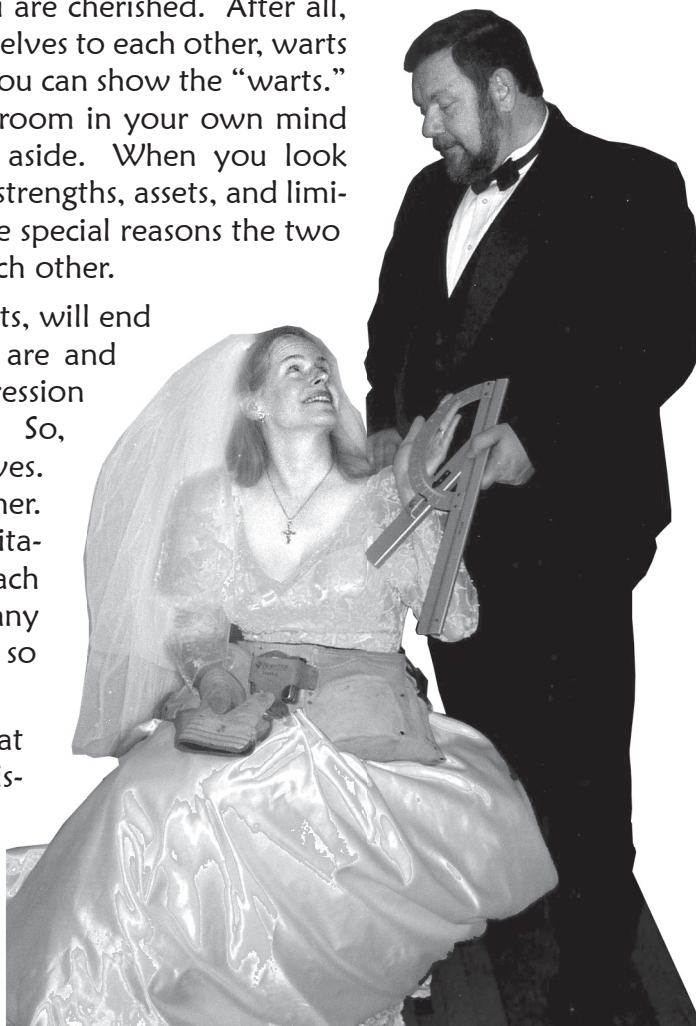 are cherished. After all,
elves to each other, warts
ou can show the “warts.”
room in your own mind
aside. When you look
strengths, assets, and limi-
e special reasons the two
ch other.
ts, will end
are and
ression
So,
ves.
her.
ita-
ach
any
so
at
is-